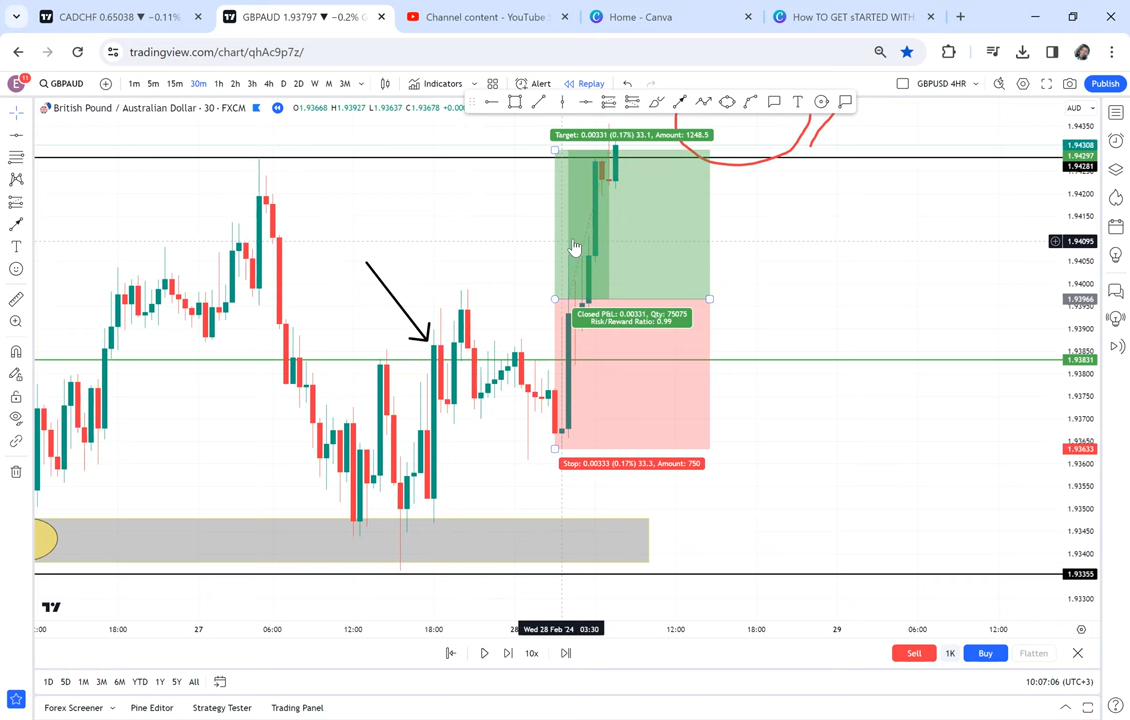 CADCHF 0.65038 ▼ −0.11%
GBPAUD 1.93797 ▼ −0.2% G
Channel content - YouTube
Home - Canva
How TO GET sTARTED WITH
tradingview.com/chart/qhAc9p7z/
E
11
GBPAUD
1m
5m
15m
30m
1h
2h
3h
4h
D
2D
W
M
3M
Indicators
Alert
Replay
GBPUSD 4HR
Publish
British Pound / Australian Dollar · 30 · FXCM
O1.93668 H1.93927 L1.93637 C1.93678
AUD
Target: 0.00331 (0.17%) 33.1, Amount: 1248.5
Closed P&L: 0.00331, Qty: 75075
Risk/Reward Ratio: 0.99
Stop: 0.00333 (0.17%) 33.3, Amount: 750
1.94350
1.94308
1.94297
1.94281
1.94200
1.94150
1.94095
1.94050
1.94000
1.93966
1.93900
1.93850
1.93831
1.93800
1.93750
1.93700
1.93650
1.93633
1.93600
1.93550
1.93500
1.93450
1.93400
1.93355
1.93300
:00
18:00
27
06:00
12:00
18:00
28
Wed 28 Feb '24 03:30
12:00
18:00
29
06:00
12:00
10x
Sell
1K
Buy
Flatten
1D
5D
1M
3M
6M
YTD
1Y
5Y
All
10:07:06 (UTC+3)
Forex Screener
Pine Editor
Strategy Tester
Trading Panel